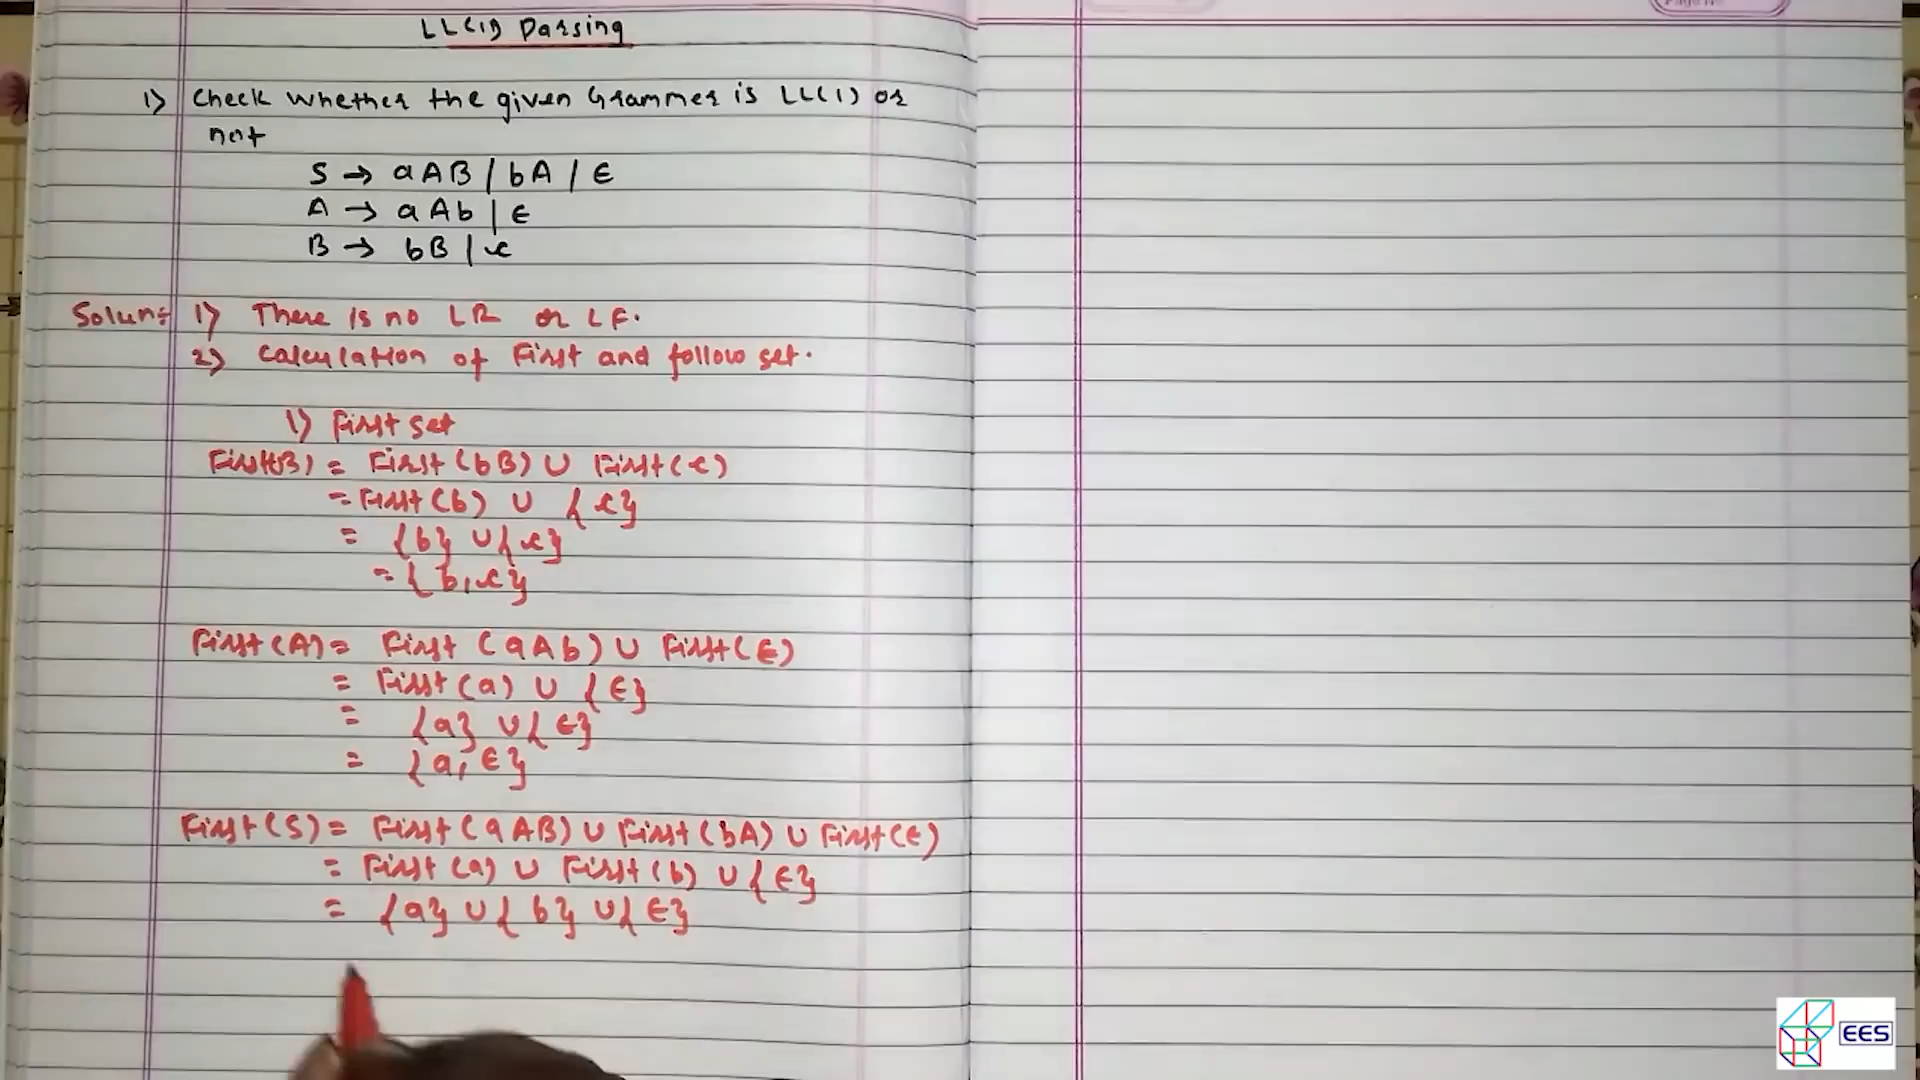 LL(1) Parsing
1) Check whether the given Grammer is LL(1) or
not
S → aAB | bA | ∈
A → aAb | ∈
B → bB | c
Solun: 1) There is no LR or LF.
2) Calculation of First and follow set.
1) First set
First(B) = First (bB) ∪ First(c)
= First (b) ∪ {c}
= {b} ∪ {c}
= {b, c}
First (A) = First (aAb) ∪ First(∈)
= First (a) ∪ {∈}
= {a} ∪ {∈}
= {a, ∈}
First (S) = First (aAB) ∪ First (bA) ∪ First(∈)
= First (a) ∪ First (b) ∪ {∈}
= {a} ∪ {b} ∪ {∈}
EES